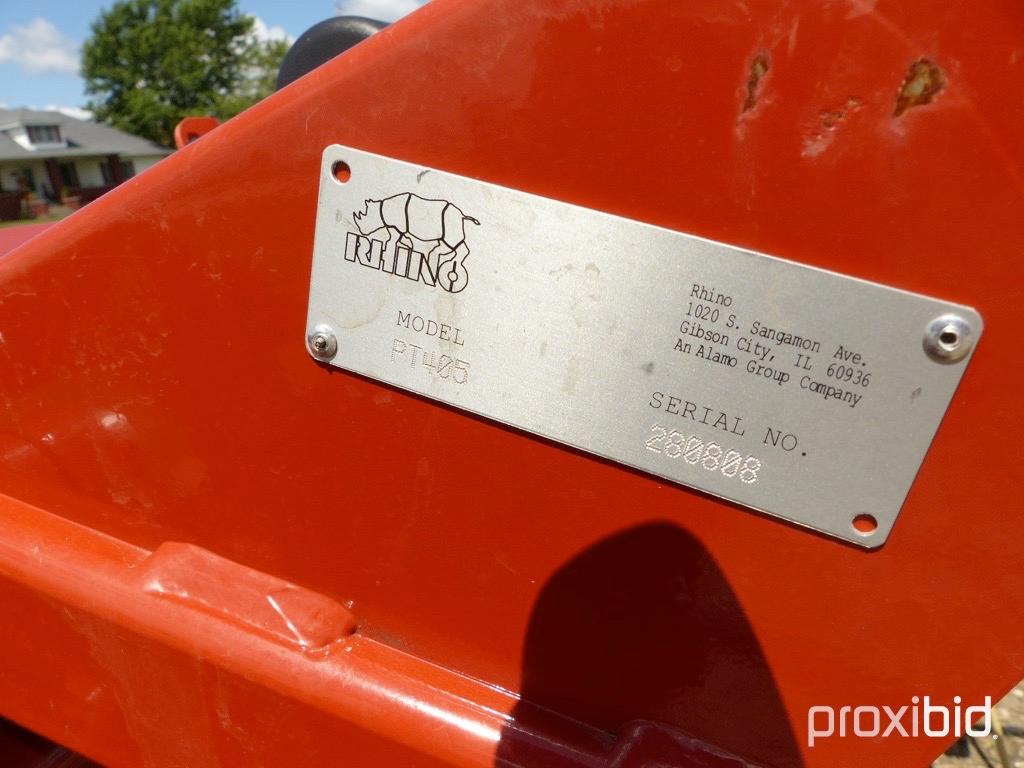 RHINO
MODEL
PT405
Rhino
1020 S. Sangamon Ave.
Gibson City, IL 60936
An Alamo Group Company
SERIAL NO.
280808
proxibid